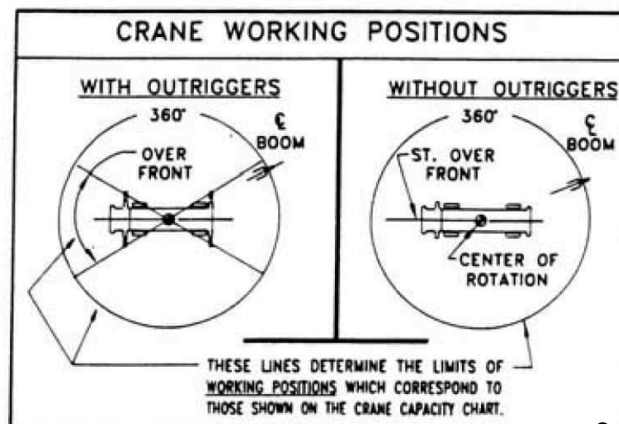 CRANE WORKING POSITIONS
WITH OUTRIGGERS
360°
℄
BOOM
OVER
FRONT
WITHOUT OUTRIGGERS
360°
℄
BOOM
ST. OVER
FRONT
CENTER OF
ROTATION
THESE LINES DETERMINE THE LIMITS OF
WORKING POSITIONS WHICH CORRESPOND TO
THOSE SHOWN ON THE CRANE CAPACITY CHART.